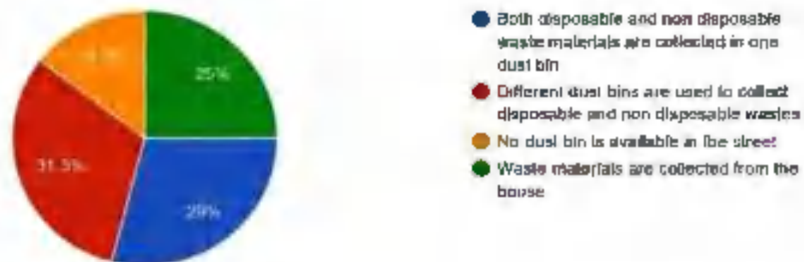 25%
31.5%
29%
Both disposable and non disposable
waste materials are collected in one
dust bin
Different dust bins are used to collect
disposable and non disposable wastes
No dust bin is available in the street
Waste materials are collected from the
house